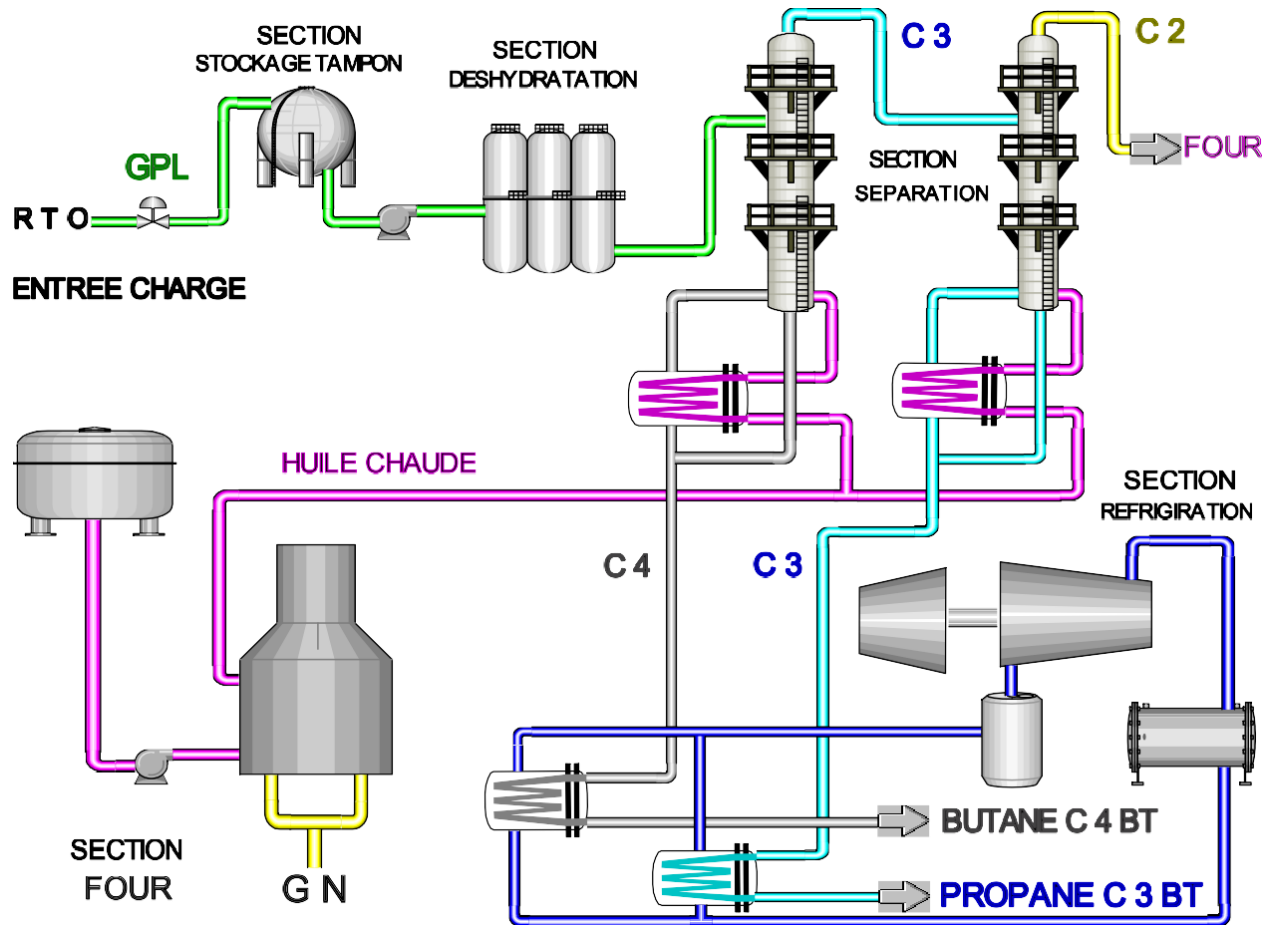 SECTION
STOCKAGE TAMPON
SECTION
DESHYDRATATION
C 3
C 2
GPL
R T O
ENTREE CHARGE
SECTION
SEPARATION
FOUR
HUILE CHAUDE
SECTION
REFRIGIRATION
C 4
C 3
SECTION
FOUR
G N
BUTANE C 4 BT
PROPANE C 3 BT